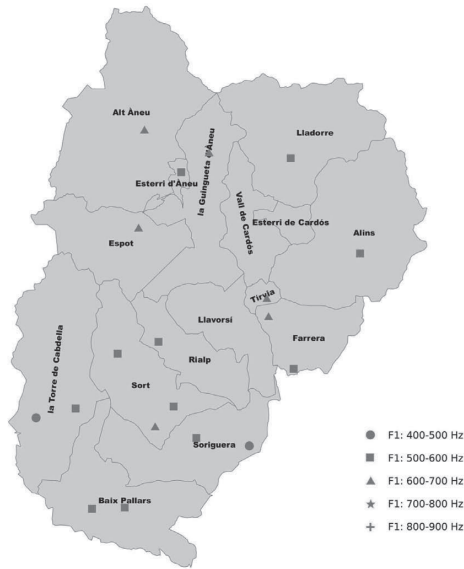 Alt Àneu
Lladorre
la Guingueta d'Àneu
Esterri d'Àneu
Vall de Cardós
Esterri de Cardós
Alins
Espot
Tírvia
Llavorsí
Farrera
la Torre de Cabdella
Rialp
Sort
Soriguera
Baix Pallars
F1: 400-500 Hz
F1: 500-600 Hz
F1: 600-700 Hz
F1: 700-800 Hz
F1: 800-900 Hz